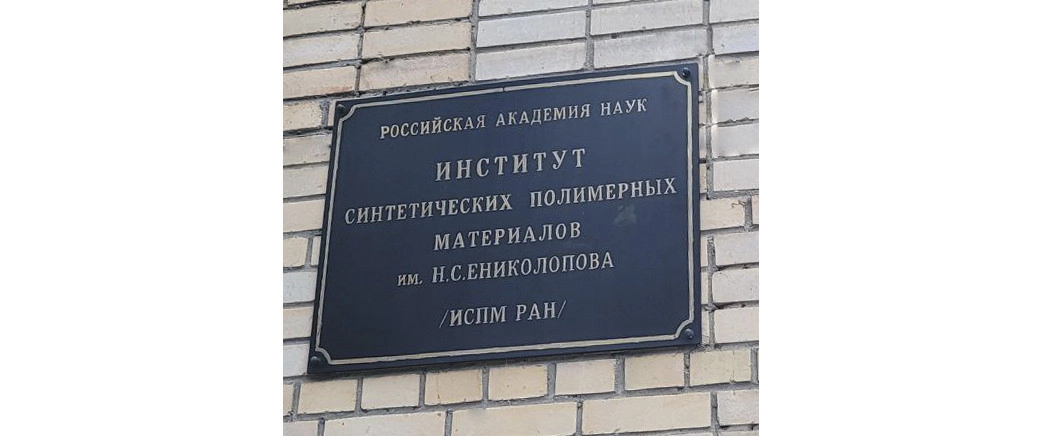 РОССИЙСКАЯ АКАДЕМИЯ НАУК
ИНСТИТУТ
СИНТЕТИЧЕСКИХ ПОЛИМЕРНЫХ
МАТЕРИАЛОВ
ИМ. Н.С.ЕНИКОЛОПОВА
/ИСПМ РАН/